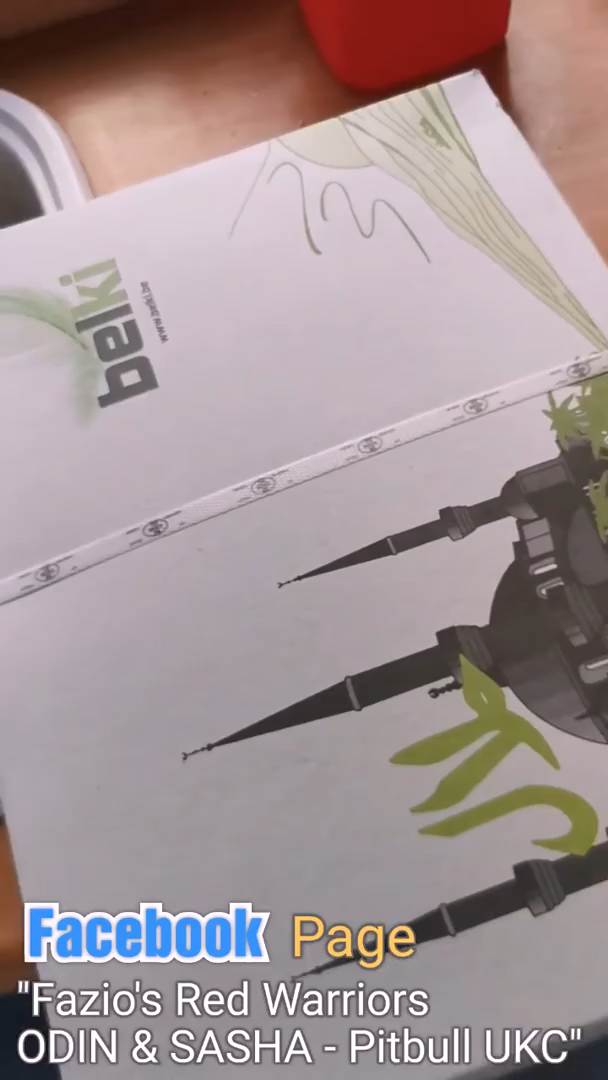 belki
www.belki.be
Facebook Page
"Fazio's Red Warriors
ODIN & SASHA - Pitbull UKC"